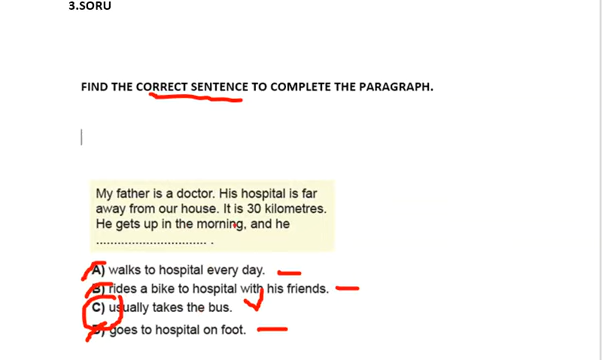 3.SORU
FIND THE CORRECT SENTENCE TO COMPLETE THE PARAGRAPH.
My father is a doctor. His hospital is far
away from our house. It is 30 kilometres.
He gets up in the morning, and he
............................... .
A) walks to hospital every day.
B) rides a bike to hospital with his friends.
C) usually takes the bus.
D) goes to hospital on foot.